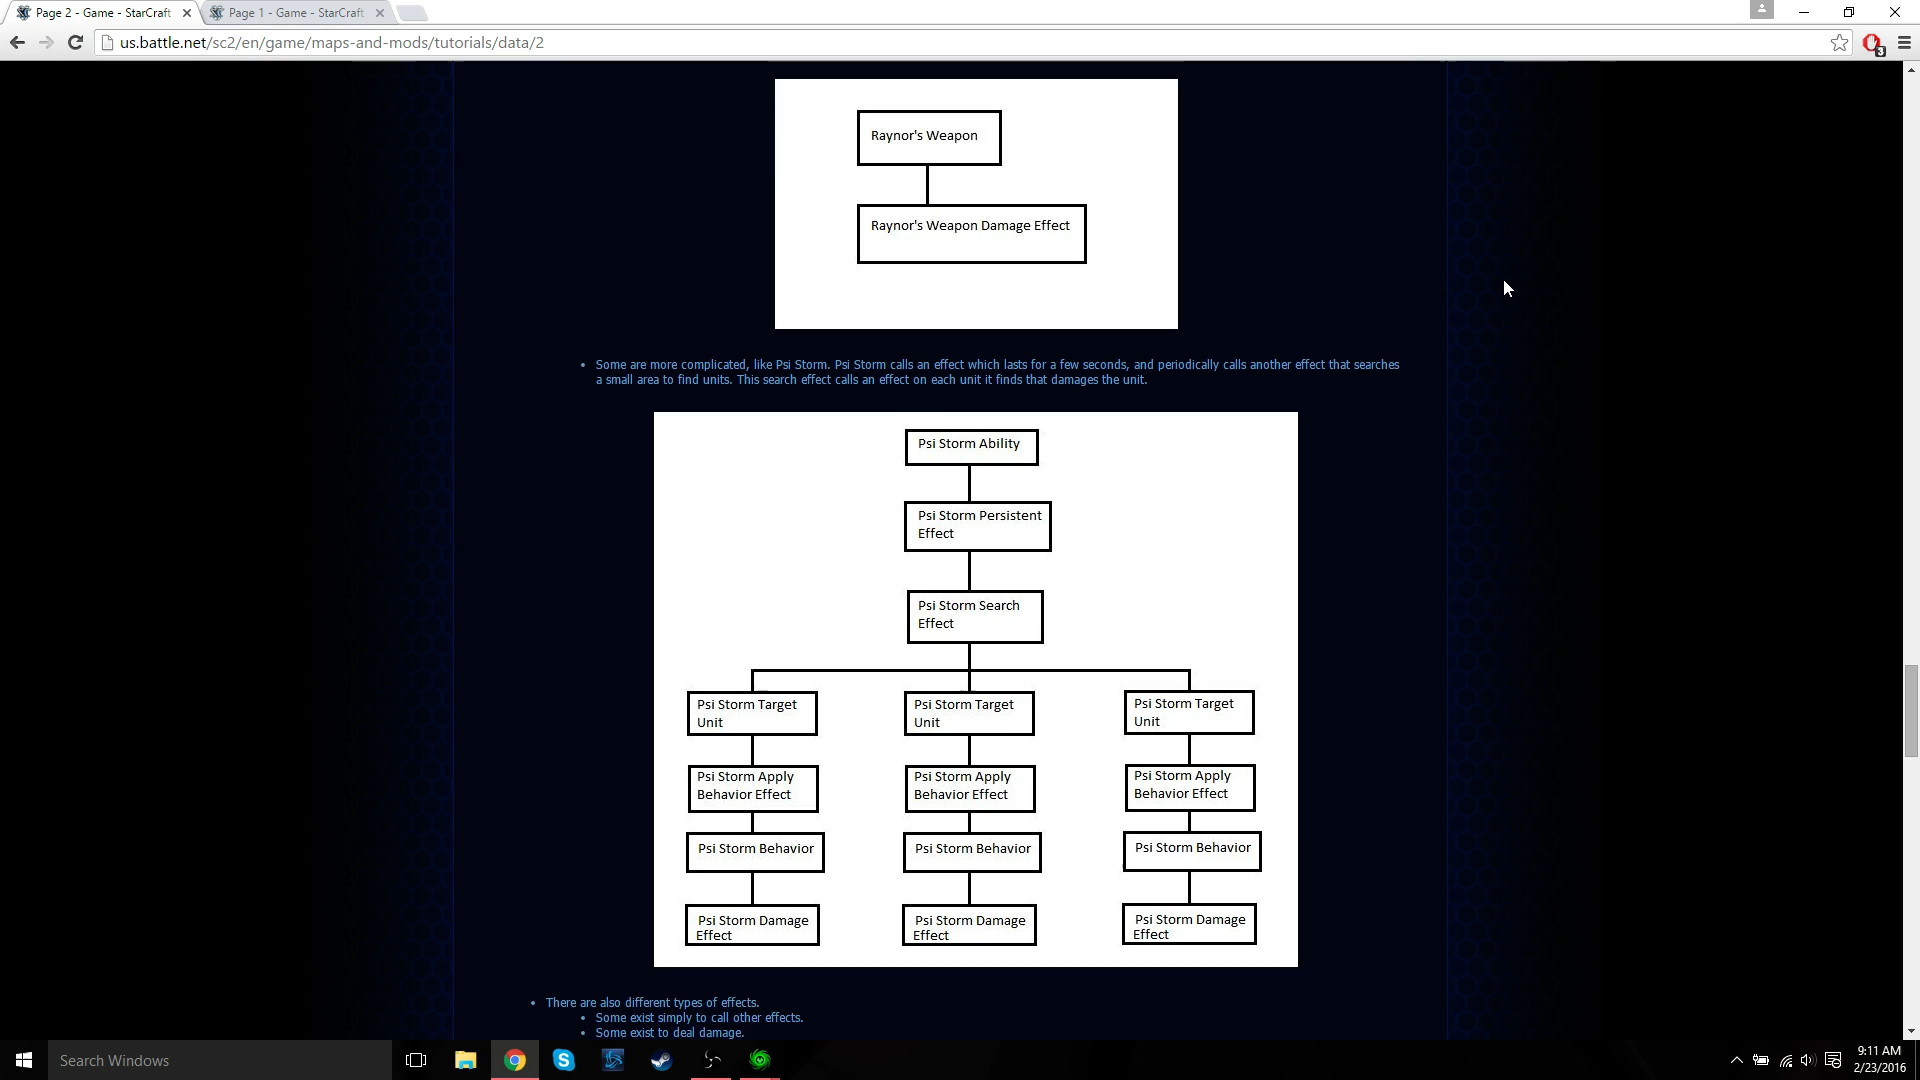 Page 2 - Game - StarCraft
Page 1 - Game - StarCraft
us.battle.net/sc2/en/game/maps-and-mods/tutorials/data/2
3
Raynor's Weapon
Raynor's Weapon Damage Effect
Some are more complicated, like Psi Storm. Psi Storm calls an effect which lasts for a few seconds, and periodically calls another effect that searches
a small area to find units. This search effect calls an effect on each unit it finds that damages the unit.
Psi Storm Ability
Psi Storm Persistent
Effect
Psi Storm Search
Effect
Psi Storm Target
Unit
Psi Storm Target
Unit
Psi Storm Target
Unit
Psi Storm Apply
Behavior Effect
Psi Storm Apply
Behavior Effect
Psi Storm Apply
Behavior Effect
Psi Storm Behavior
Psi Storm Behavior
Psi Storm Behavior
Psi Storm Damage
Effect
Psi Storm Damage
Effect
Psi Storm Damage
Effect
There are also different types of effects.
Some exist simply to call other effects.
Some exist to deal damage.
Search Windows
9:11 AM
2/23/2016